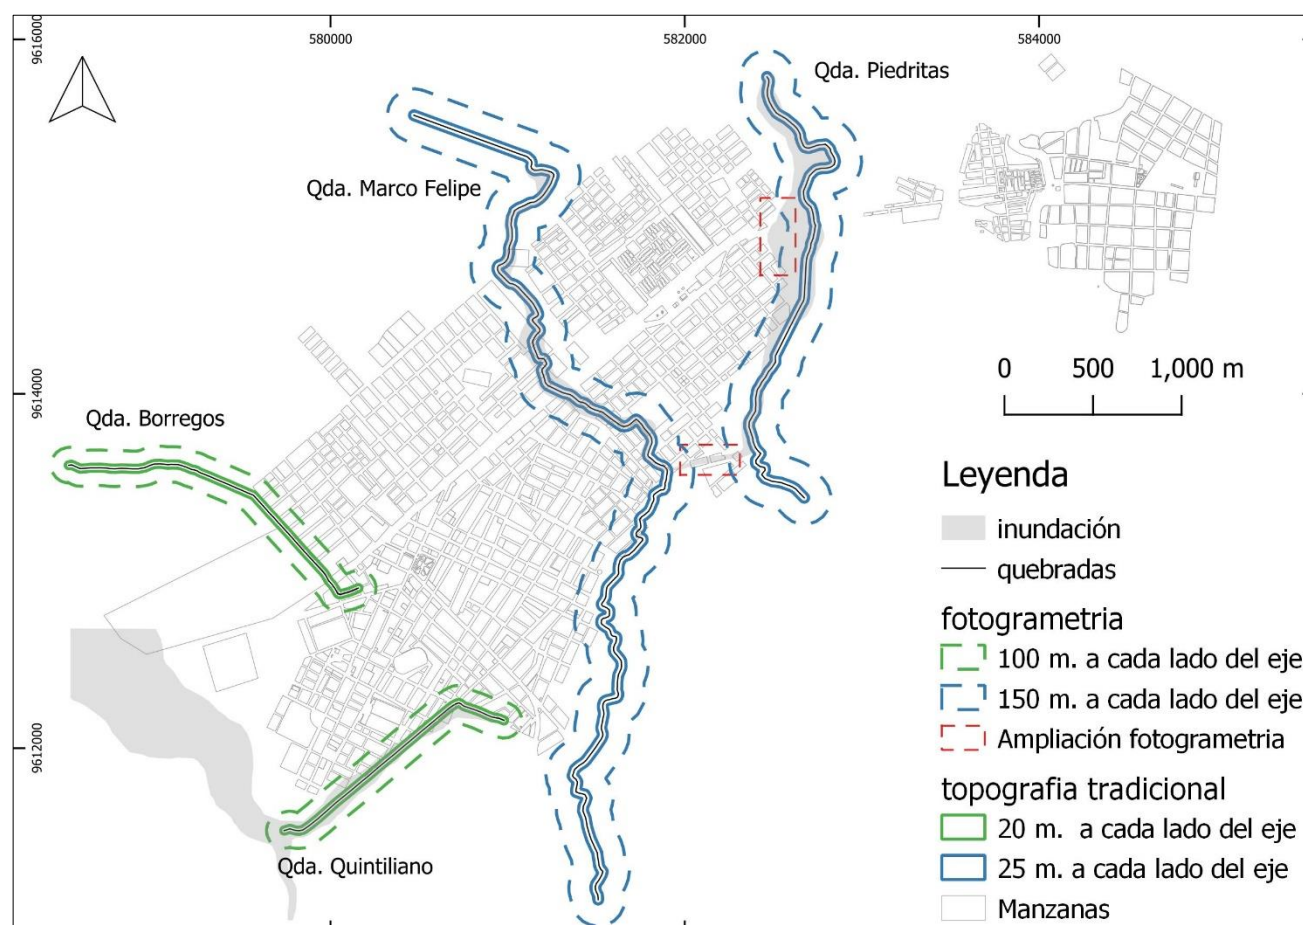 580000
582000
584000
9616000
9614000
9612000
Qda. Piedritas
Qda. Marco Felipe
Qda. Borregos
Qda. Quintiliano
0 500 1,000 m
Leyenda
inundación
quebradas
fotogrametria
100 m. a cada lado del eje
150 m. a cada lado del eje
Ampliación fotogrametria
topografia tradicional
20 m. a cada lado del eje
25 m. a cada lado del eje
Manzanas